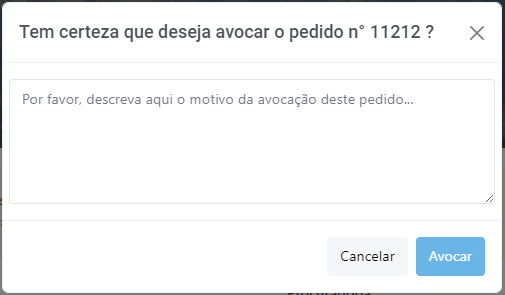 Tem certeza que deseja avocar o pedido n° 11212 ?
Por favor, descreva aqui o motivo da avocação deste pedido...
Cancelar
Avocar